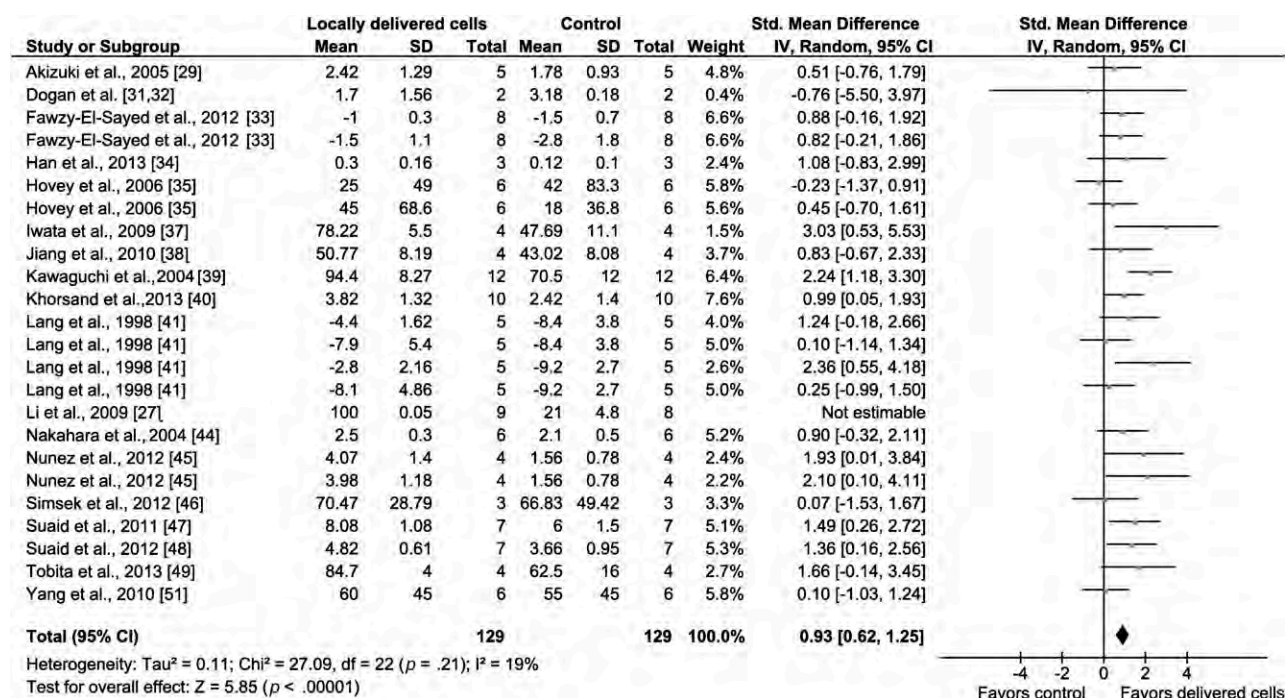 Locally delivered cells Control Std. Mean Difference Std. Mean Difference
Study or Subgroup Mean SD Total Mean SD Total Weight IV, Random, 95% CI IV, Random, 95% CI
Akizuki et al., 2005 [29] 2.42 1.29 5 1.78 0.93 5 4.8% 0.51 [-0.76, 1.79]
Dogan et al. [31,32] 1.7 1.56 2 3.18 0.18 2 0.4% -0.76 [-5.50, 3.97]
Fawzy-El-Sayed et al., 2012 [33] -1 0.3 8 -1.5 0.7 8 6.6% 0.88 [-0.16, 1.92]
Fawzy-El-Sayed et al., 2012 [33] -1.5 1.1 8 -2.8 1.8 8 6.6% 0.82 [-0.21, 1.86]
Han et al., 2013 [34] 0.3 0.16 3 0.12 0.1 3 2.4% 1.08 [-0.83, 2.99]
Hovey et al., 2006 [35] 25 49 6 42 83.3 6 5.8% -0.23 [-1.37, 0.91]
Hovey et al., 2006 [35] 45 68.6 6 18 36.8 6 5.6% 0.45 [-0.70, 1.61]
Iwata et al., 2009 [37] 78.22 5.5 4 47.69 11.1 4 1.5% 3.03 [0.53, 5.53]
Jiang et al., 2010 [38] 50.77 8.19 4 43.02 8.08 4 3.7% 0.83 [-0.67, 2.33]
Kawaguchi et al., 2004 [39] 94.4 8.27 12 70.5 12 12 6.4% 2.24 [1.18, 3.30]
Khorsand et al.,2013 [40] 3.82 1.32 10 2.42 1.4 10 7.6% 0.99 [0.05, 1.93]
Lang et al., 1998 [41] -4.4 1.62 5 -8.4 3.8 5 4.0% 1.24 [-0.18, 2.66]
Lang et al., 1998 [41] -7.9 5.4 5 -8.4 3.8 5 5.0% 0.10 [-1.14, 1.34]
Lang et al., 1998 [41] -2.8 2.16 5 -9.2 2.7 5 2.6% 2.36 [0.55, 4.18]
Lang et al., 1998 [41] -8.1 4.86 5 -9.2 2.7 5 5.0% 0.25 [-0.99, 1.50]
Li et al., 2009 [27] 100 0.05 9 21 4.8 8 Not estimable
Nakahara et al., 2004 [44] 2.5 0.3 6 2.1 0.5 6 5.2% 0.90 [-0.32, 2.11]
Nunez et al., 2012 [45] 4.07 1.4 4 1.56 0.78 4 2.4% 1.93 [0.01, 3.84]
Nunez et al., 2012 [45] 3.98 1.18 4 1.56 0.78 4 2.2% 2.10 [0.10, 4.11]
Simsek et al., 2012 [46] 70.47 28.79 3 66.83 49.42 3 3.3% 0.07 [-1.53, 1.67]
Suaid et al., 2011 [47] 8.08 1.08 7 6 1.5 7 5.1% 1.49 [0.26, 2.72]
Suaid et al., 2012 [48] 4.82 0.61 7 3.66 0.95 7 5.3% 1.36 [0.16, 2.56]
Tobita et al., 2013 [49] 84.7 4 4 62.5 16 4 2.7% 1.66 [-0.14, 3.45]
Yang et al., 2010 [51] 60 45 6 55 45 6 5.8% 0.10 [-1.03, 1.24]
Total (95% CI) 129 129 100.0% 0.93 [0.62, 1.25]
Heterogeneity: Tau² = 0.11; Chi² = 27.09, df = 22 (p = .21); I² = 19%
Test for overall effect: Z = 5.85 (p < .00001)
-4 -2 0 2 4
Favors control Favors delivered cells